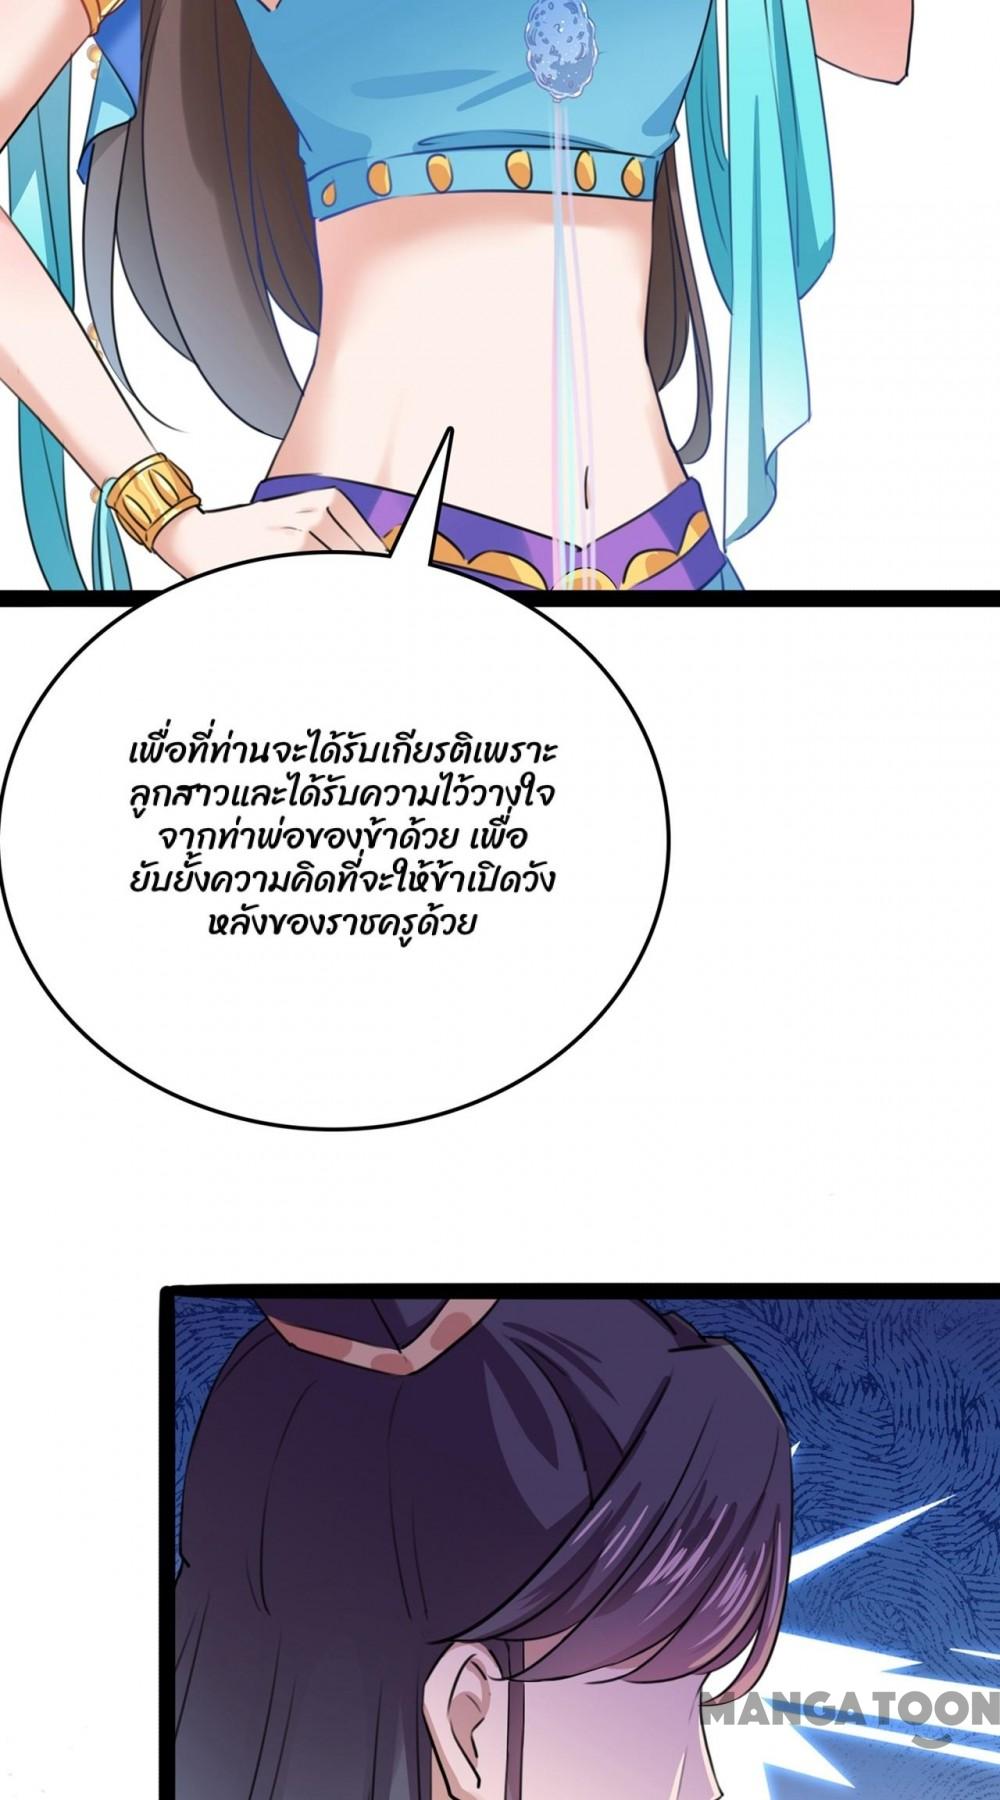 เพื่อที่ท่านจะได้รับเกียรติเพราะ
ลูกสาวและได้รับความไว้วางใจ
จากท่าพ่อของข้าด้วย เพื่อ
ยับยั้งความคิดที่จะให้ข้าเปิดวัง
หลังของราชครูด้วย
MANGATOON